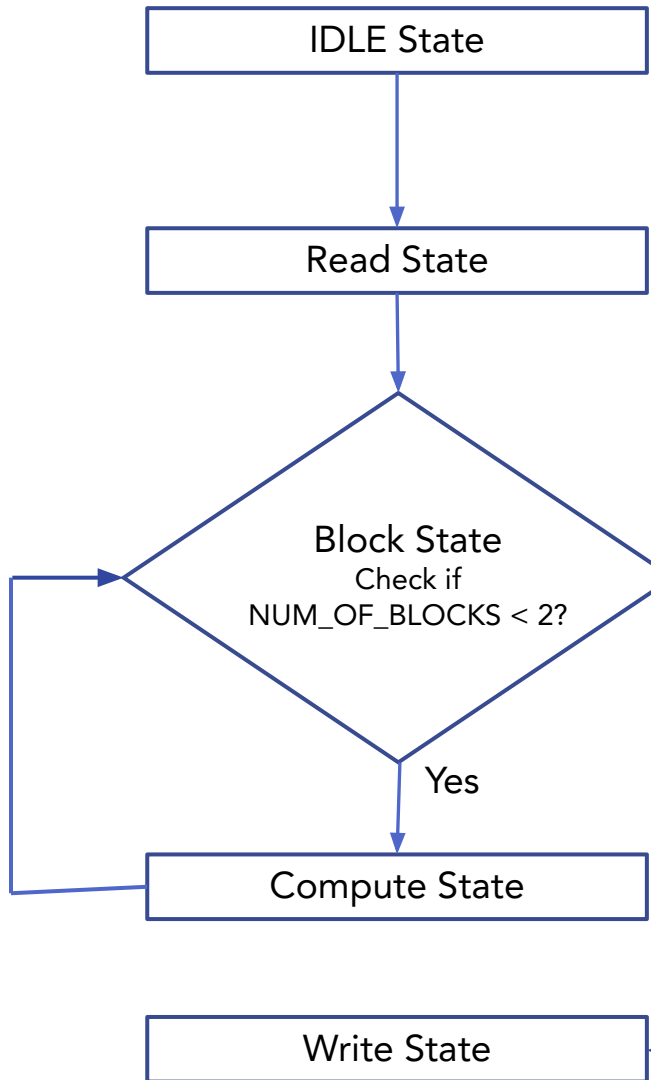 IDLE State
Read State
Block State
Check if
NUM_OF_BLOCKS < 2?
Yes
Compute State
Write State